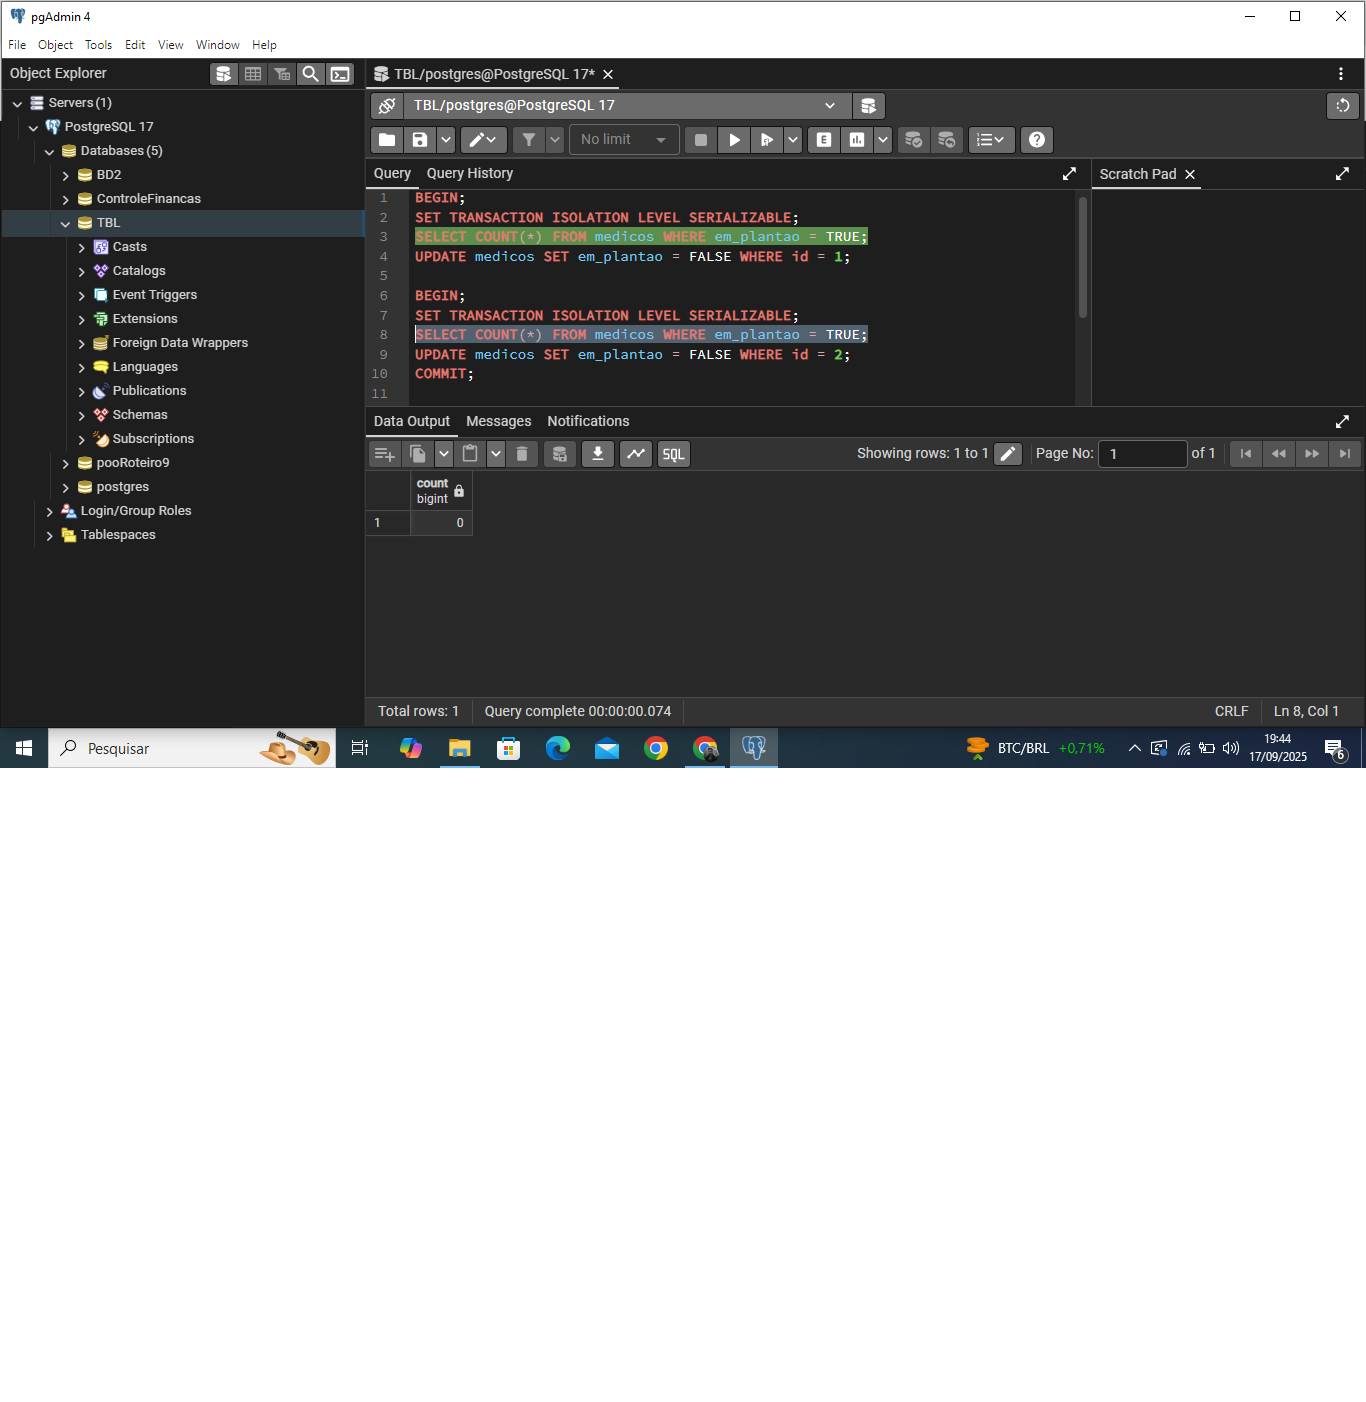 pgAdmin 4
File Object Tools Edit View Window Help
Object Explorer
TBL/postgres@PostgreSQL 17*
Servers (1)
PostgreSQL 17
Databases (5)
BD2
ControleFinancas
TBL
Casts
Catalogs
Event Triggers
Extensions
Foreign Data Wrappers
Languages
Publications
Schemas
Subscriptions
pooRoteiro9
postgres
Login/Group Roles
Tablespaces
TBL/postgres@PostgreSQL 17
No limit
E
Query Query History
Scratch Pad
1 BEGIN;
2 SET TRANSACTION ISOLATION LEVEL SERIALIZABLE;
3 SELECT COUNT(*) FROM medicos WHERE em_plantao = TRUE;
4 UPDATE medicos SET em_plantao = FALSE WHERE id = 1;
5
6 BEGIN;
7 SET TRANSACTION ISOLATION LEVEL SERIALIZABLE;
8 SELECT COUNT(*) FROM medicos WHERE em_plantao = TRUE;
9 UPDATE medicos SET em_plantao = FALSE WHERE id = 2;
10 COMMIT;
11
Data Output Messages Notifications
SQL
Showing rows: 1 to 1
Page No: 1 of 1
count
bigint
1 0
Total rows: 1 Query complete 00:00:00.074
CRLF Ln 8, Col 1
Pesquisar
BTC/BRL +0,71%
19:44
17/09/2025
6